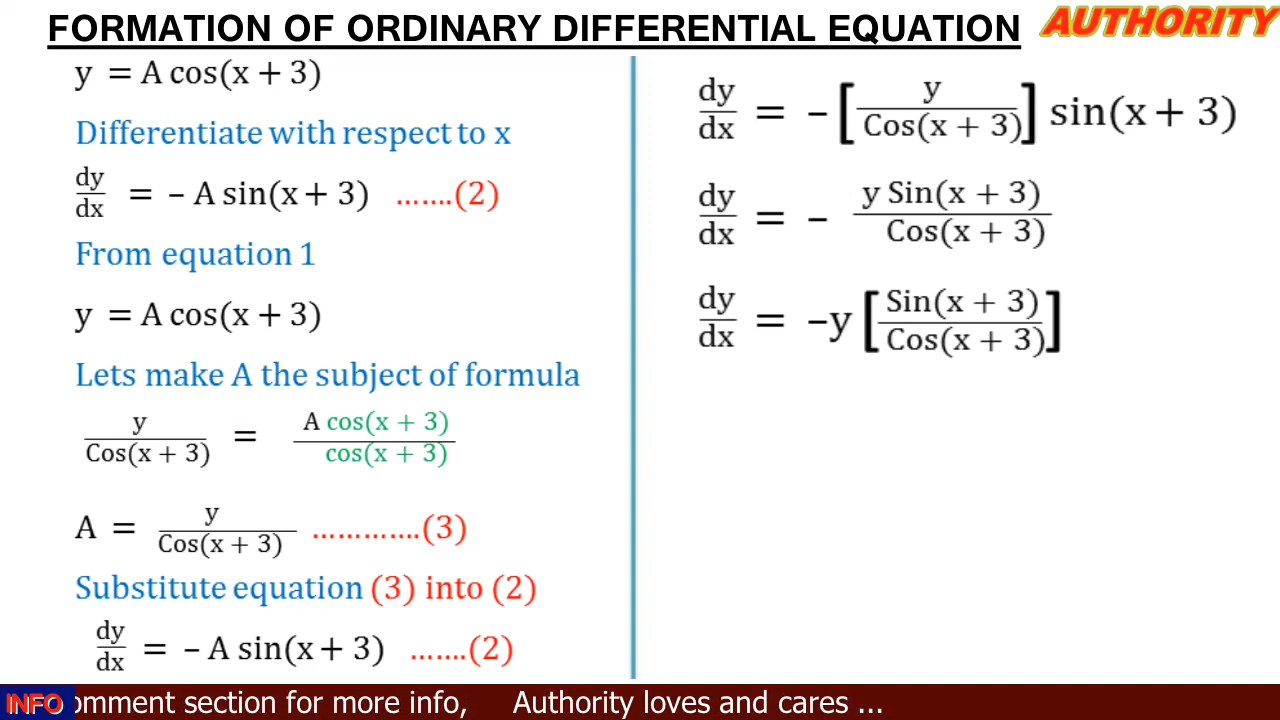 FORMATION OF ORDINARY DIFFERENTIAL EQUATION
AUTHORITY
y = A cos(x + 3)
Differentiate with respect to x
dy/dx = – A sin(x + 3) .......(2)
From equation 1
y = A cos(x + 3)
Lets make A the subject of formula
y/Cos(x + 3) = A cos(x + 3)/cos(x + 3)
A = y/Cos(x + 3) .............(3)
Substitute equation (3) into (2)
dy/dx = – A sin(x + 3) .......(2)
dy/dx = – [y/Cos(x + 3)] sin(x + 3)
dy/dx = – y Sin(x + 3)/Cos(x + 3)
dy/dx = –y [Sin(x + 3)/Cos(x + 3)]
INFO omment section for more info, Authority loves and cares ...